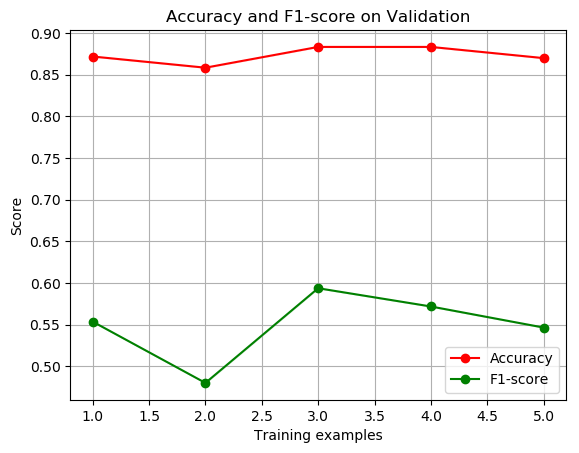 Accuracy and F1-score on Validation
0.90
0.85
0.80
0.75
0.70
0.65
0.60
0.55
0.50
Score
Accuracy
F1-score
1.0 1.5 2.0 2.5 3.0 3.5 4.0 4.5 5.0
Training examples